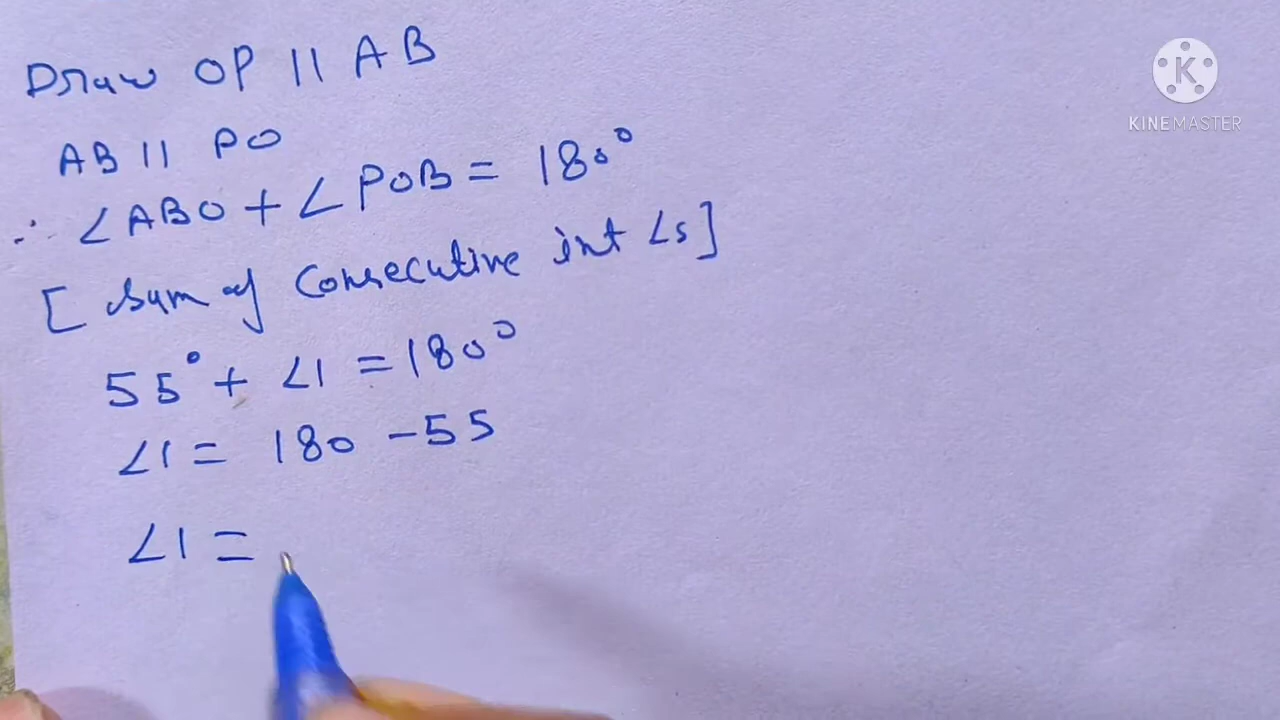 Draw OP || AB
AB || PO
∴ ∠ABO + ∠POB = 180°
[ Sum of Consecutive int ∠s ]
55° + ∠1 = 180°
∠1 = 180 - 55
∠1 =
K
KINEMASTER